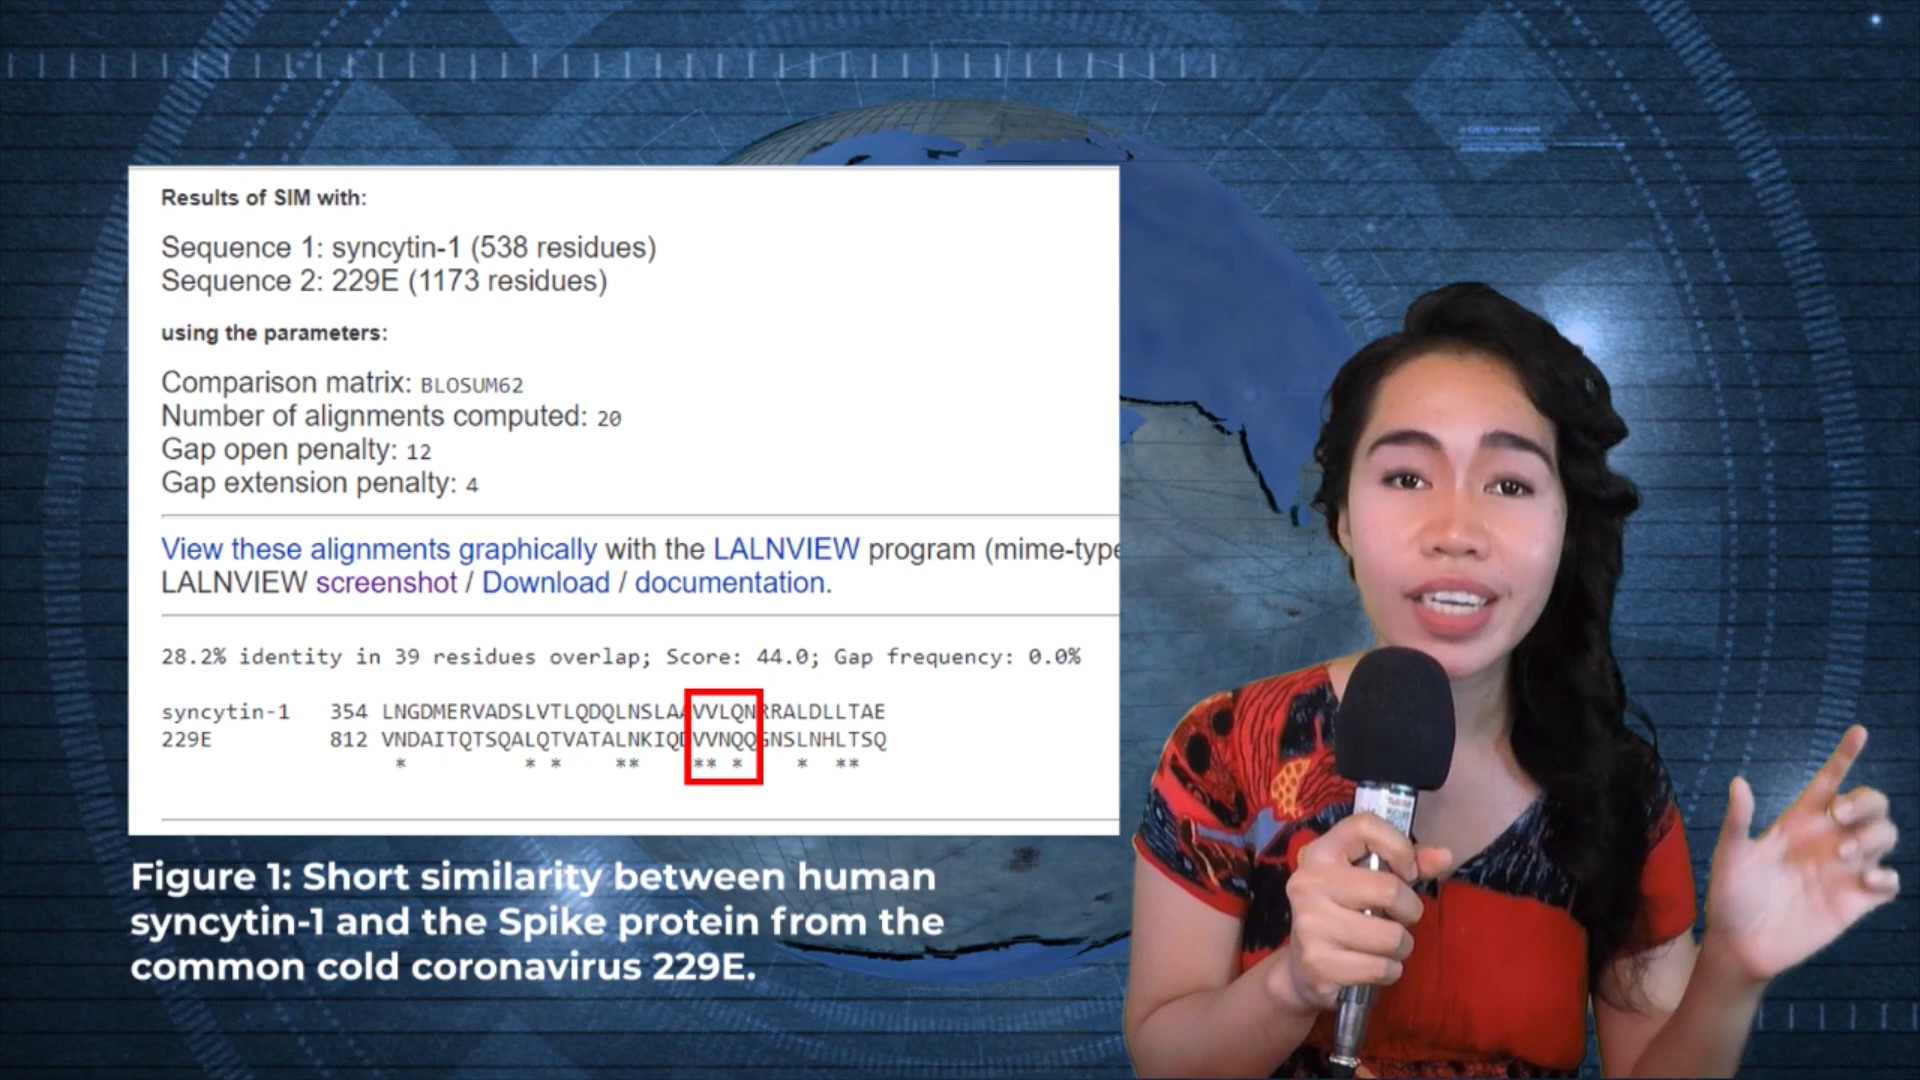 Results of SIM with:
Sequence 1: syncytin-1 (538 residues)
Sequence 2: 229E (1173 residues)
using the parameters:
Comparison matrix: BLOSUM62
Number of alignments computed: 20
Gap open penalty: 12
Gap extension penalty: 4
View these alignments graphically with the LALNVIEW program (mime-type
LALNVIEW screenshot / Download / documentation.
28.2% identity in 39 residues overlap; Score: 44.0; Gap frequency: 0.0%
syncytin-1 354 LNGDMERVADSLVTLQDQLNSLAAVVLQNRRALDLLTAE
229E 812 VNDAITQTSQALQTVATALNKIQDVVNQQGNSLNHLTSQ
* * * ** ** * * **
Figure 1: Short similarity between human
syncytin-1 and the Spike protein from the
common cold coronavirus 229E.